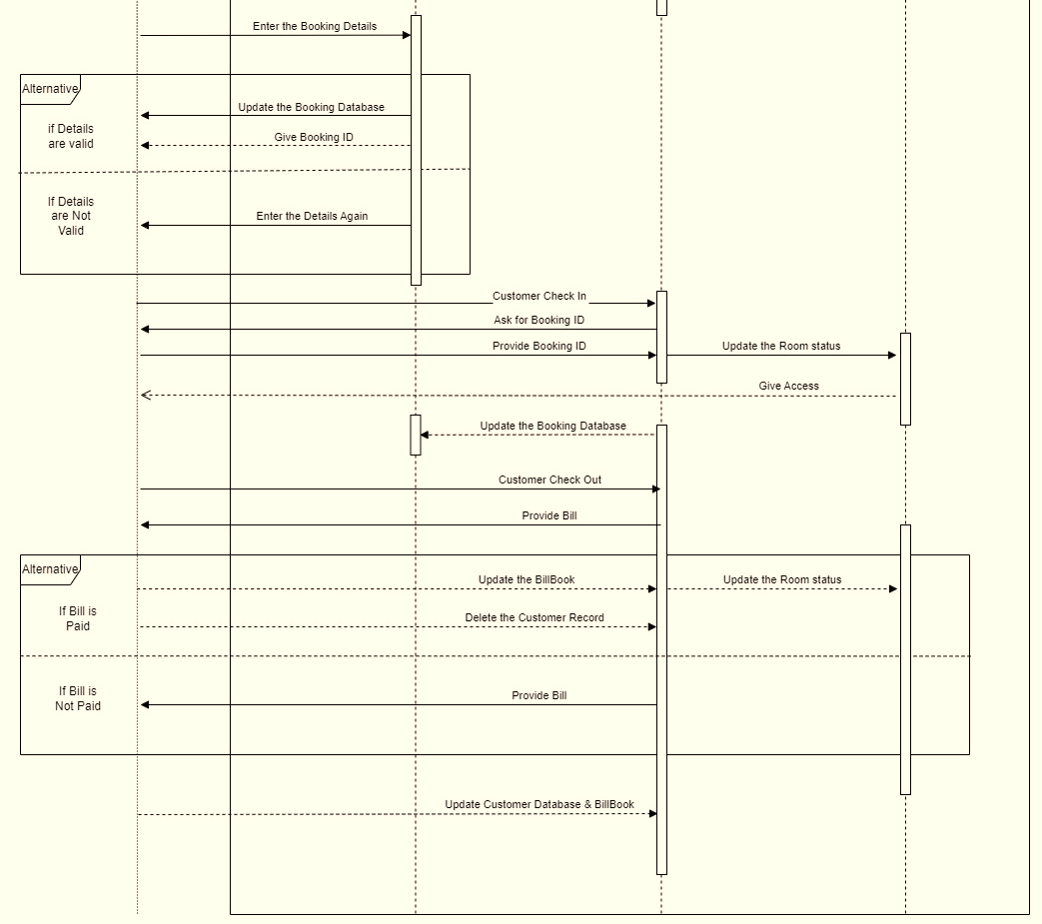 Enter the Booking Details
Alternative
Update the Booking Database
if Details
are valid
Give Booking ID
If Details
are Not
Valid
Enter the Details Again
Customer Check In
Ask for Booking ID
Provide Booking ID
Update the Room status
Give Access
Update the Booking Database
Customer Check Out
Provide Bill
Alternative
Update the BillBook
Update the Room status
If Bill is
Paid
Delete the Customer Record
If Bill is
Not Paid
Provide Bill
Update Customer Database & BillBook